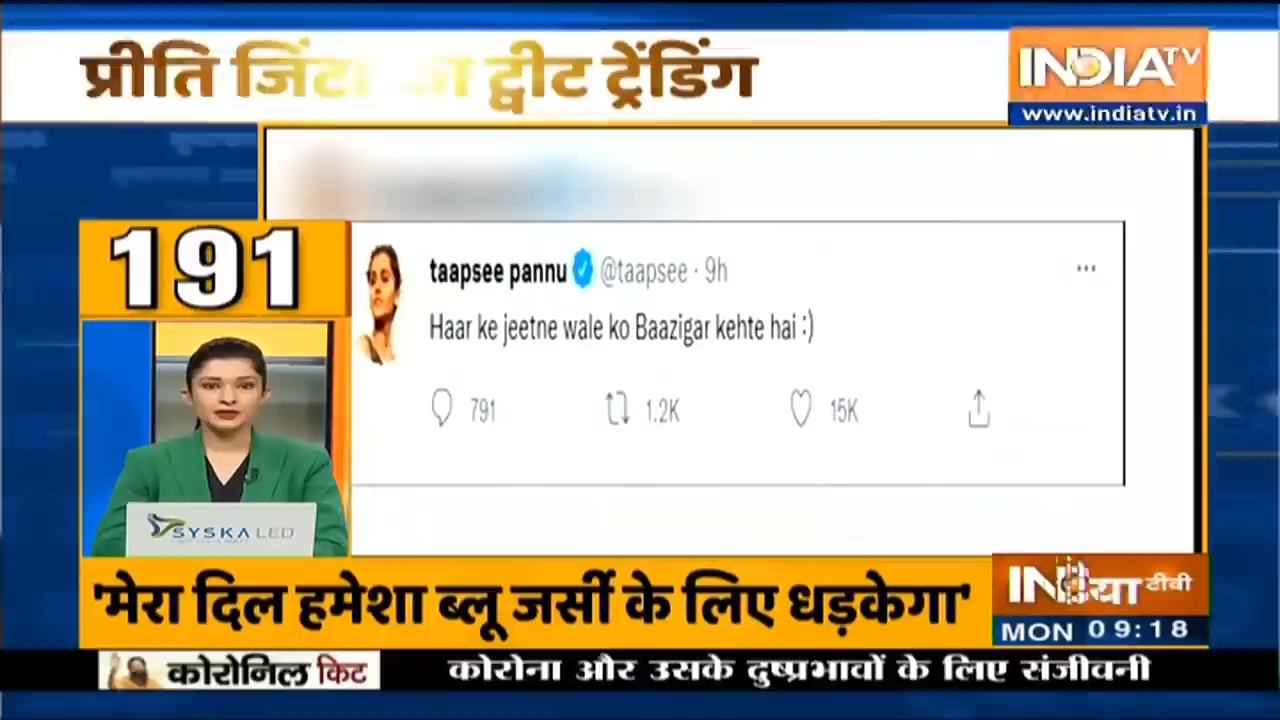 प्रीति जिंटा का ट्वीट ट्रेंडिंग
INDIA TV
www.indiatv.in
191
taapsee pannu @taapsee · 9h
Haar ke jeetne wale ko Baazigar kehte hai :)
791 1.2K 15K
SYSKA LED
'मेरा दिल हमेशा ब्लू जर्सी के लिए धड़केगा'
टीवी
MON 09:18
कोरोनिल किट
कोरोना और उसके दुष्प्रभावों के लिए संजीवनी